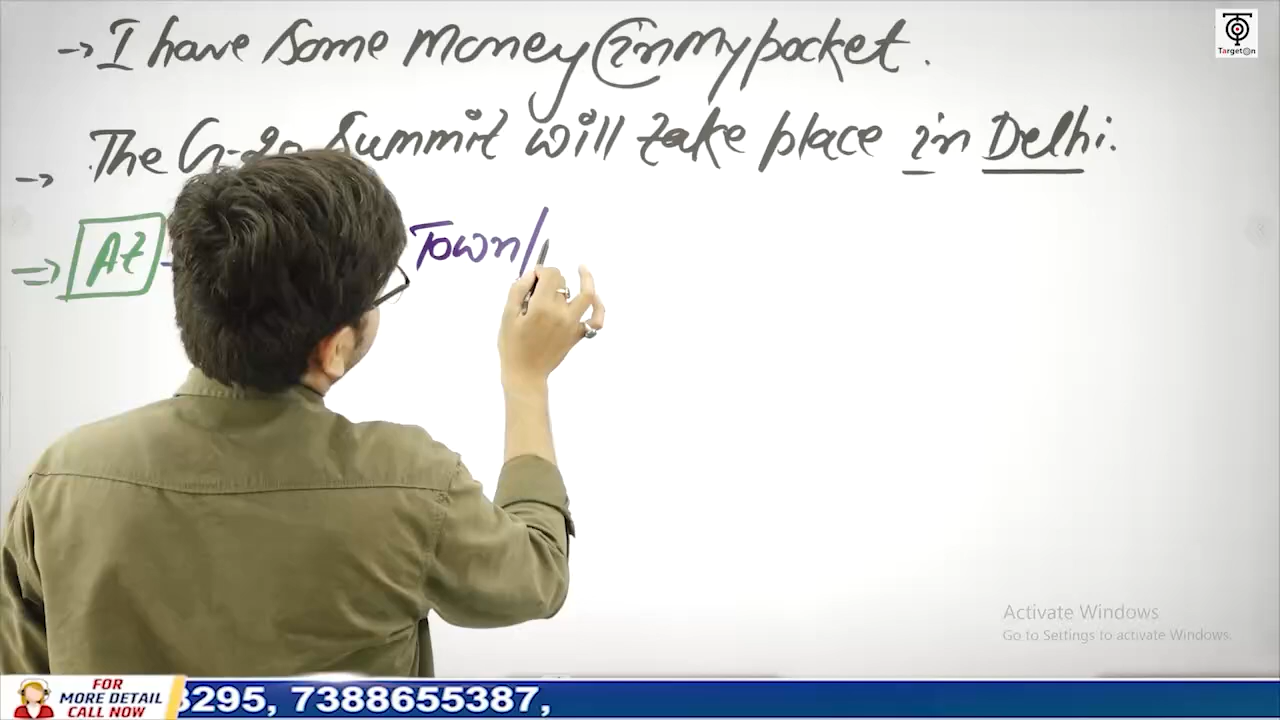 → I have some money (in my pocket.
→ The G-20 Summit will take place in Delhi.
⇒ At
Town/
TargetOn
Activate Windows
Go to Settings to activate Windows.
FOR
MORE DETAIL
CALL NOW
3295, 7388655387,